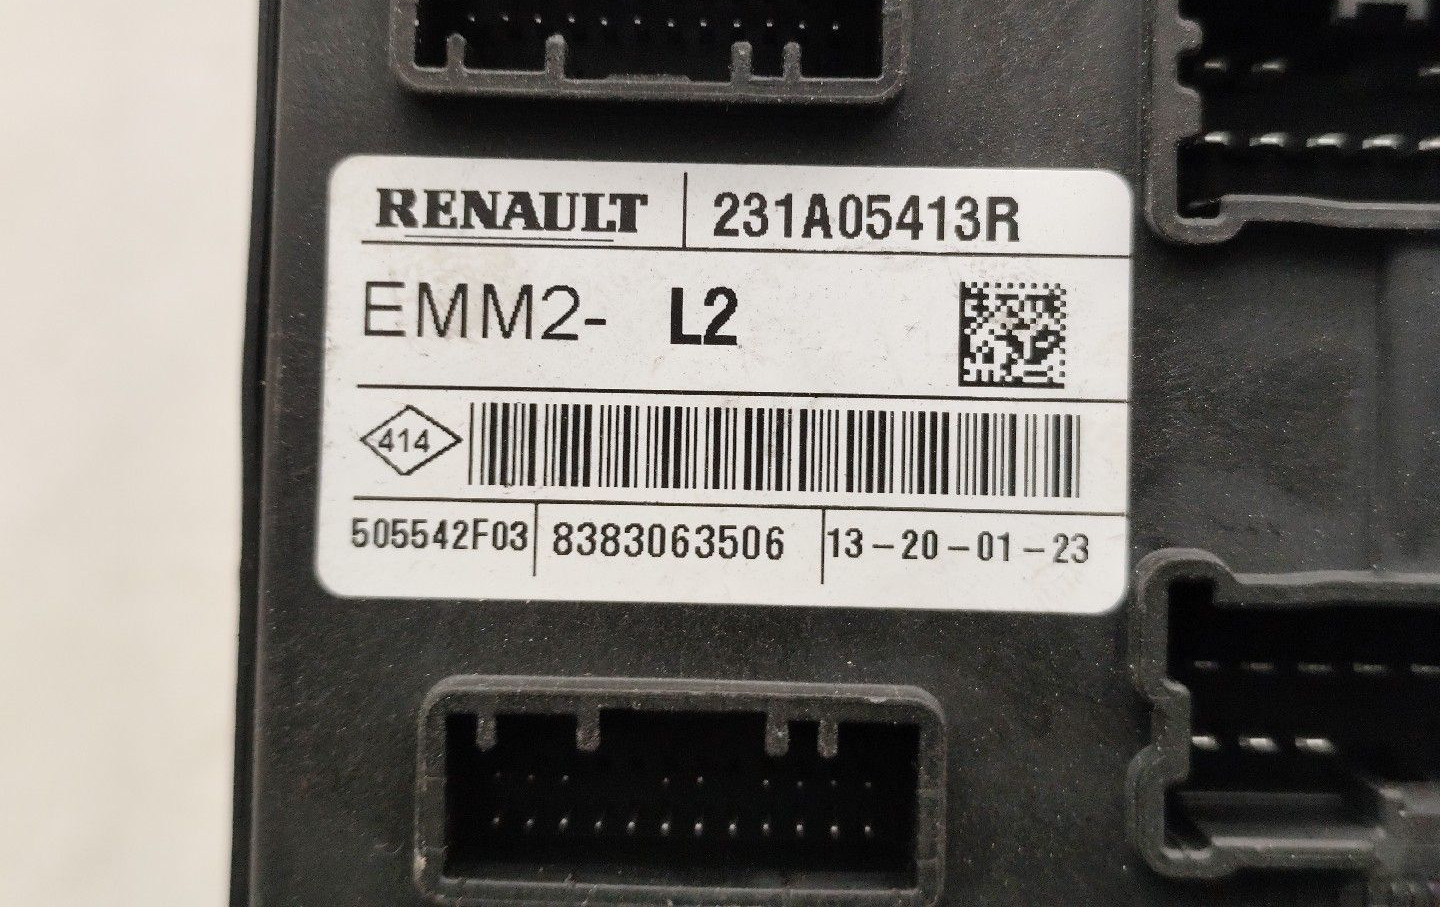 RENAULT 231A05413R
EMM2- L2
414
505542F03 8383063506 13-20-01-23